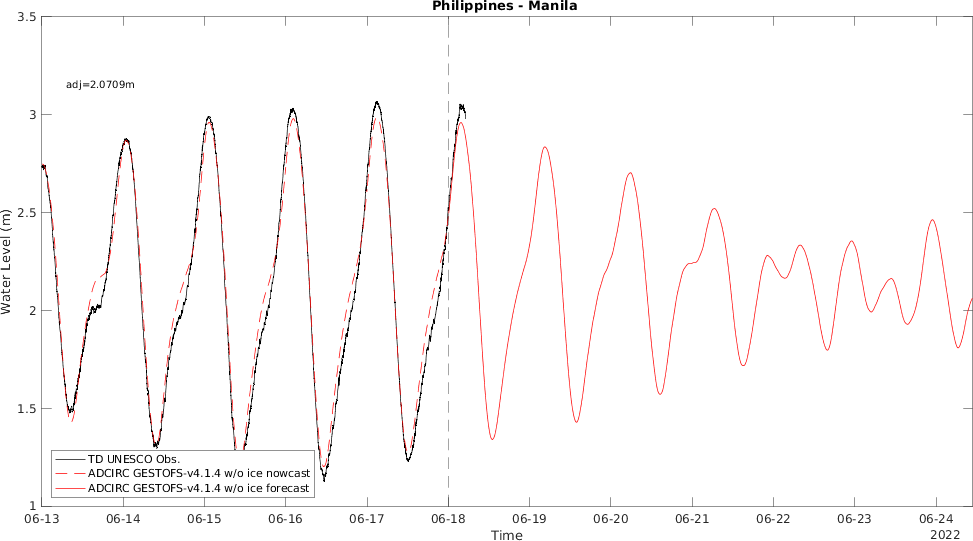 Philippines - Manila
3.5
adj=2.0709m
3
2.5
Water Level (m)
2
1.5
TD UNESCO Obs.
ADCIRC GESTOFS-v4.1.4 w/o ice nowcast
ADCIRC GESTOFS-v4.1.4 w/o ice forecast
1
06-13 06-14 06-15 06-16 06-17 06-18 06-19 06-20 06-21 06-22 06-23 06-24
Time 2022